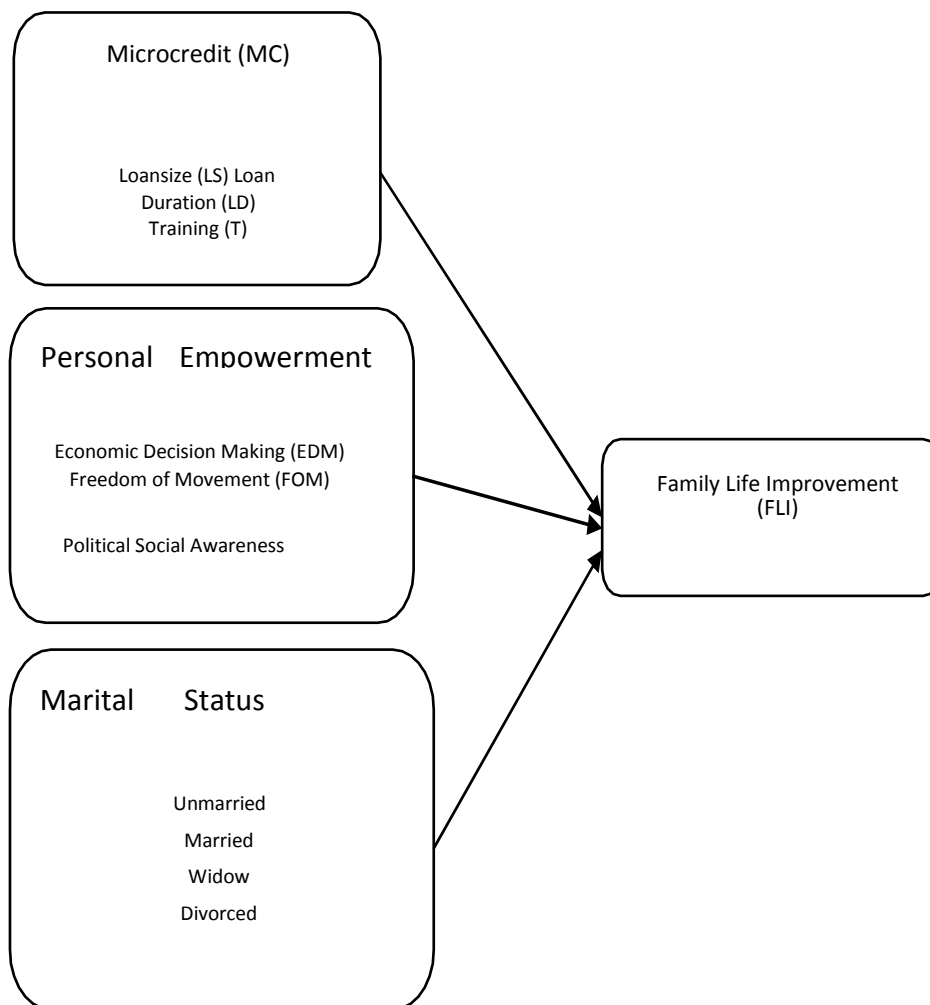 Microcredit (MC)
Loansize (LS) Loan
Duration (LD)
Training (T)
Personal Empowerment
Economic Decision Making (EDM)
Freedom of Movement (FOM)
Political Social Awareness
Family Life Improvement
(FLI)
Marital Status
Unmarried
Married
Widow
Divorced